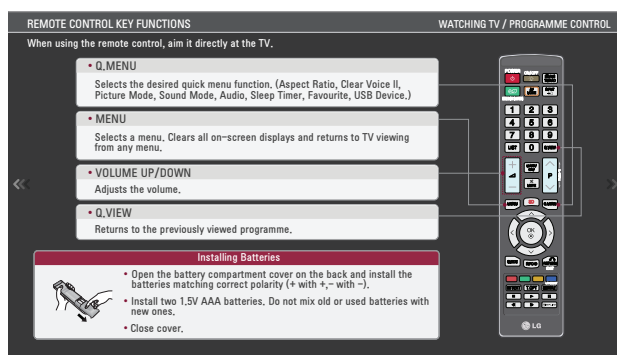 REMOTE CONTROL KEY FUNCTIONS
WATCHING TV / PROGRAMME CONTROL
When using the remote control, aim it directly at the TV.
• Q.MENU
Selects the desired quick menu function. (Aspect Ratio, Clear Voice II,
Picture Mode, Sound Mode, Audio, Sleep Timer, Favourite, USB Device.)
• MENU
Selects a menu. Clears all on-screen displays and returns to TV viewing
from any menu.
• VOLUME UP/DOWN
Adjusts the volume.
• Q.VIEW
Returns to the previously viewed programme.
Installing Batteries
• Open the battery compartment cover on the back and install the
batteries matching correct polarity (+ with +,- with -).
• Install two 1.5V AAA batteries. Do not mix old or used batteries with
new ones.
• Close cover.
POWER
1 2 3
4 5 6
7 8 9
LIST 0 Q.VIEW
+
P
-
OK
LG